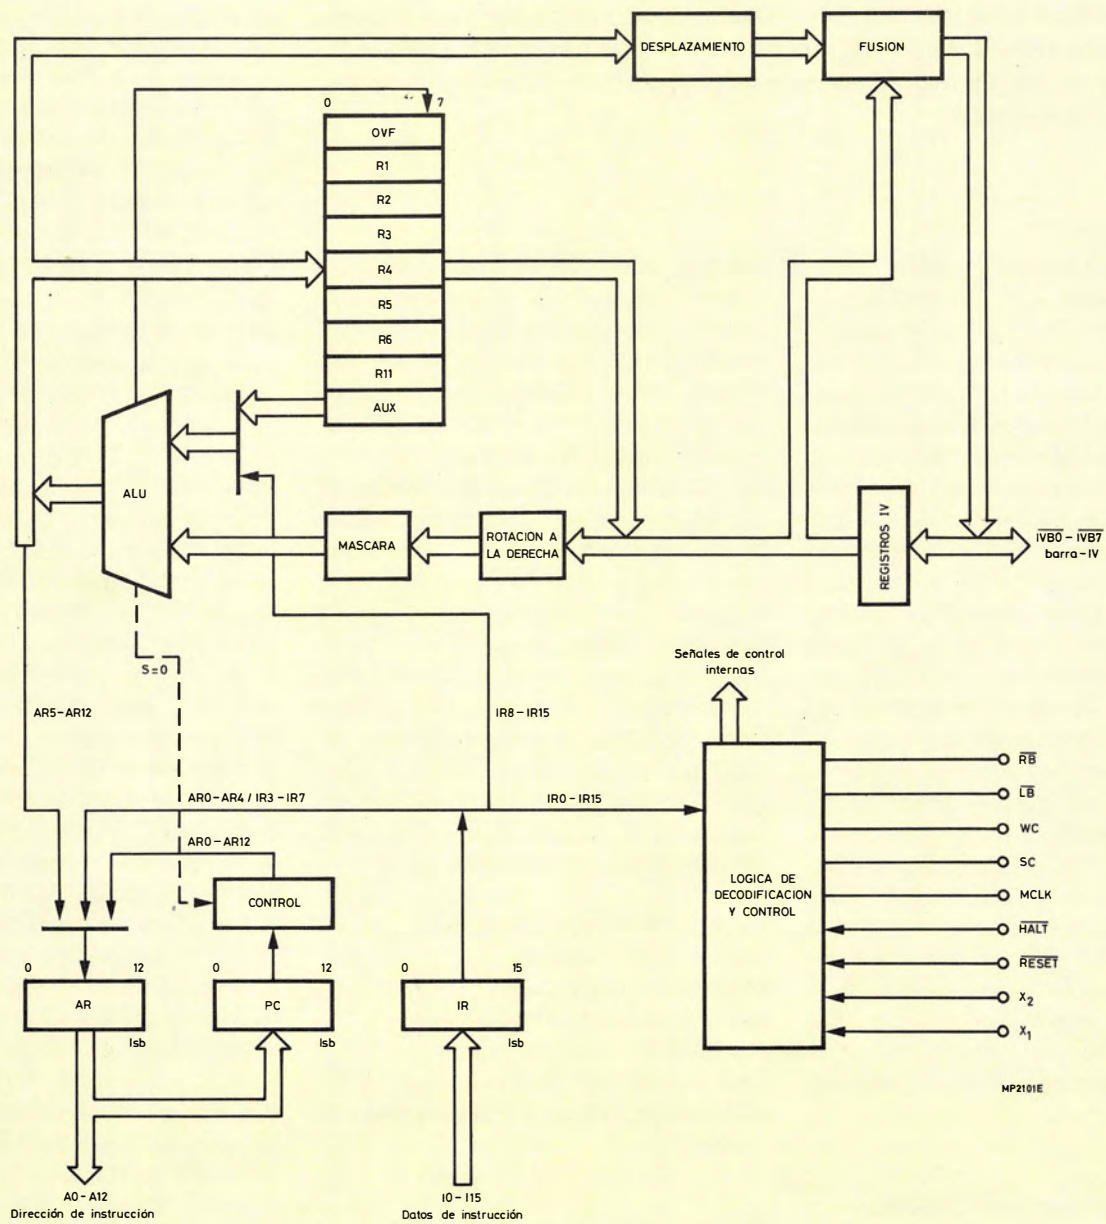 DESPLAZAMIENTO
FUSION
0
7
OVF
R1
R2
R3
R4
R5
R6
R11
AUX
ALU
MASCARA
ROTACION A
LA DERECHA
REGISTROS IV
IVB0 - IVB7
barra-IV
S=0
Señales de control
internas
AR5-AR12
IR8-IR15
AR0-AR4 / IR3-IR7
IR0-IR15
AR0-AR12
CONTROL
LOGICA DE
DECODIFICACION
Y CONTROL
RB
LB
WC
SC
MCLK
HALT
RESET
X2
X1
0
12
0
12
0
15
AR
PC
IR
lsb
lsb
lsb
MP2101E
A0-A12
Dirección de instrucción
I0-I15
Datos de instrucción